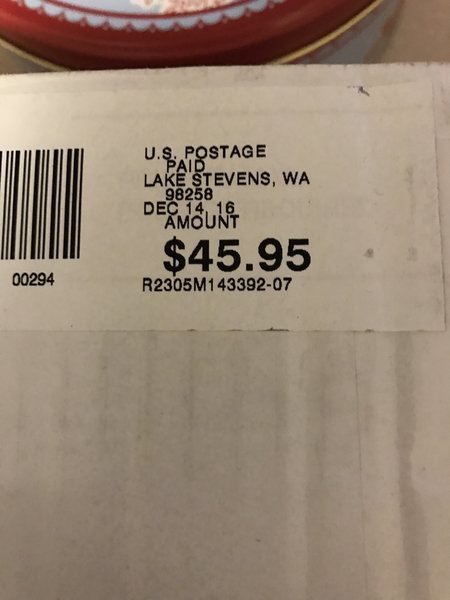 U.S. POSTAGE
PAID
LAKE STEVENS, WA
98258
DEC 14, 16
AMOUNT
$45.95
R2305M143392-07
00294